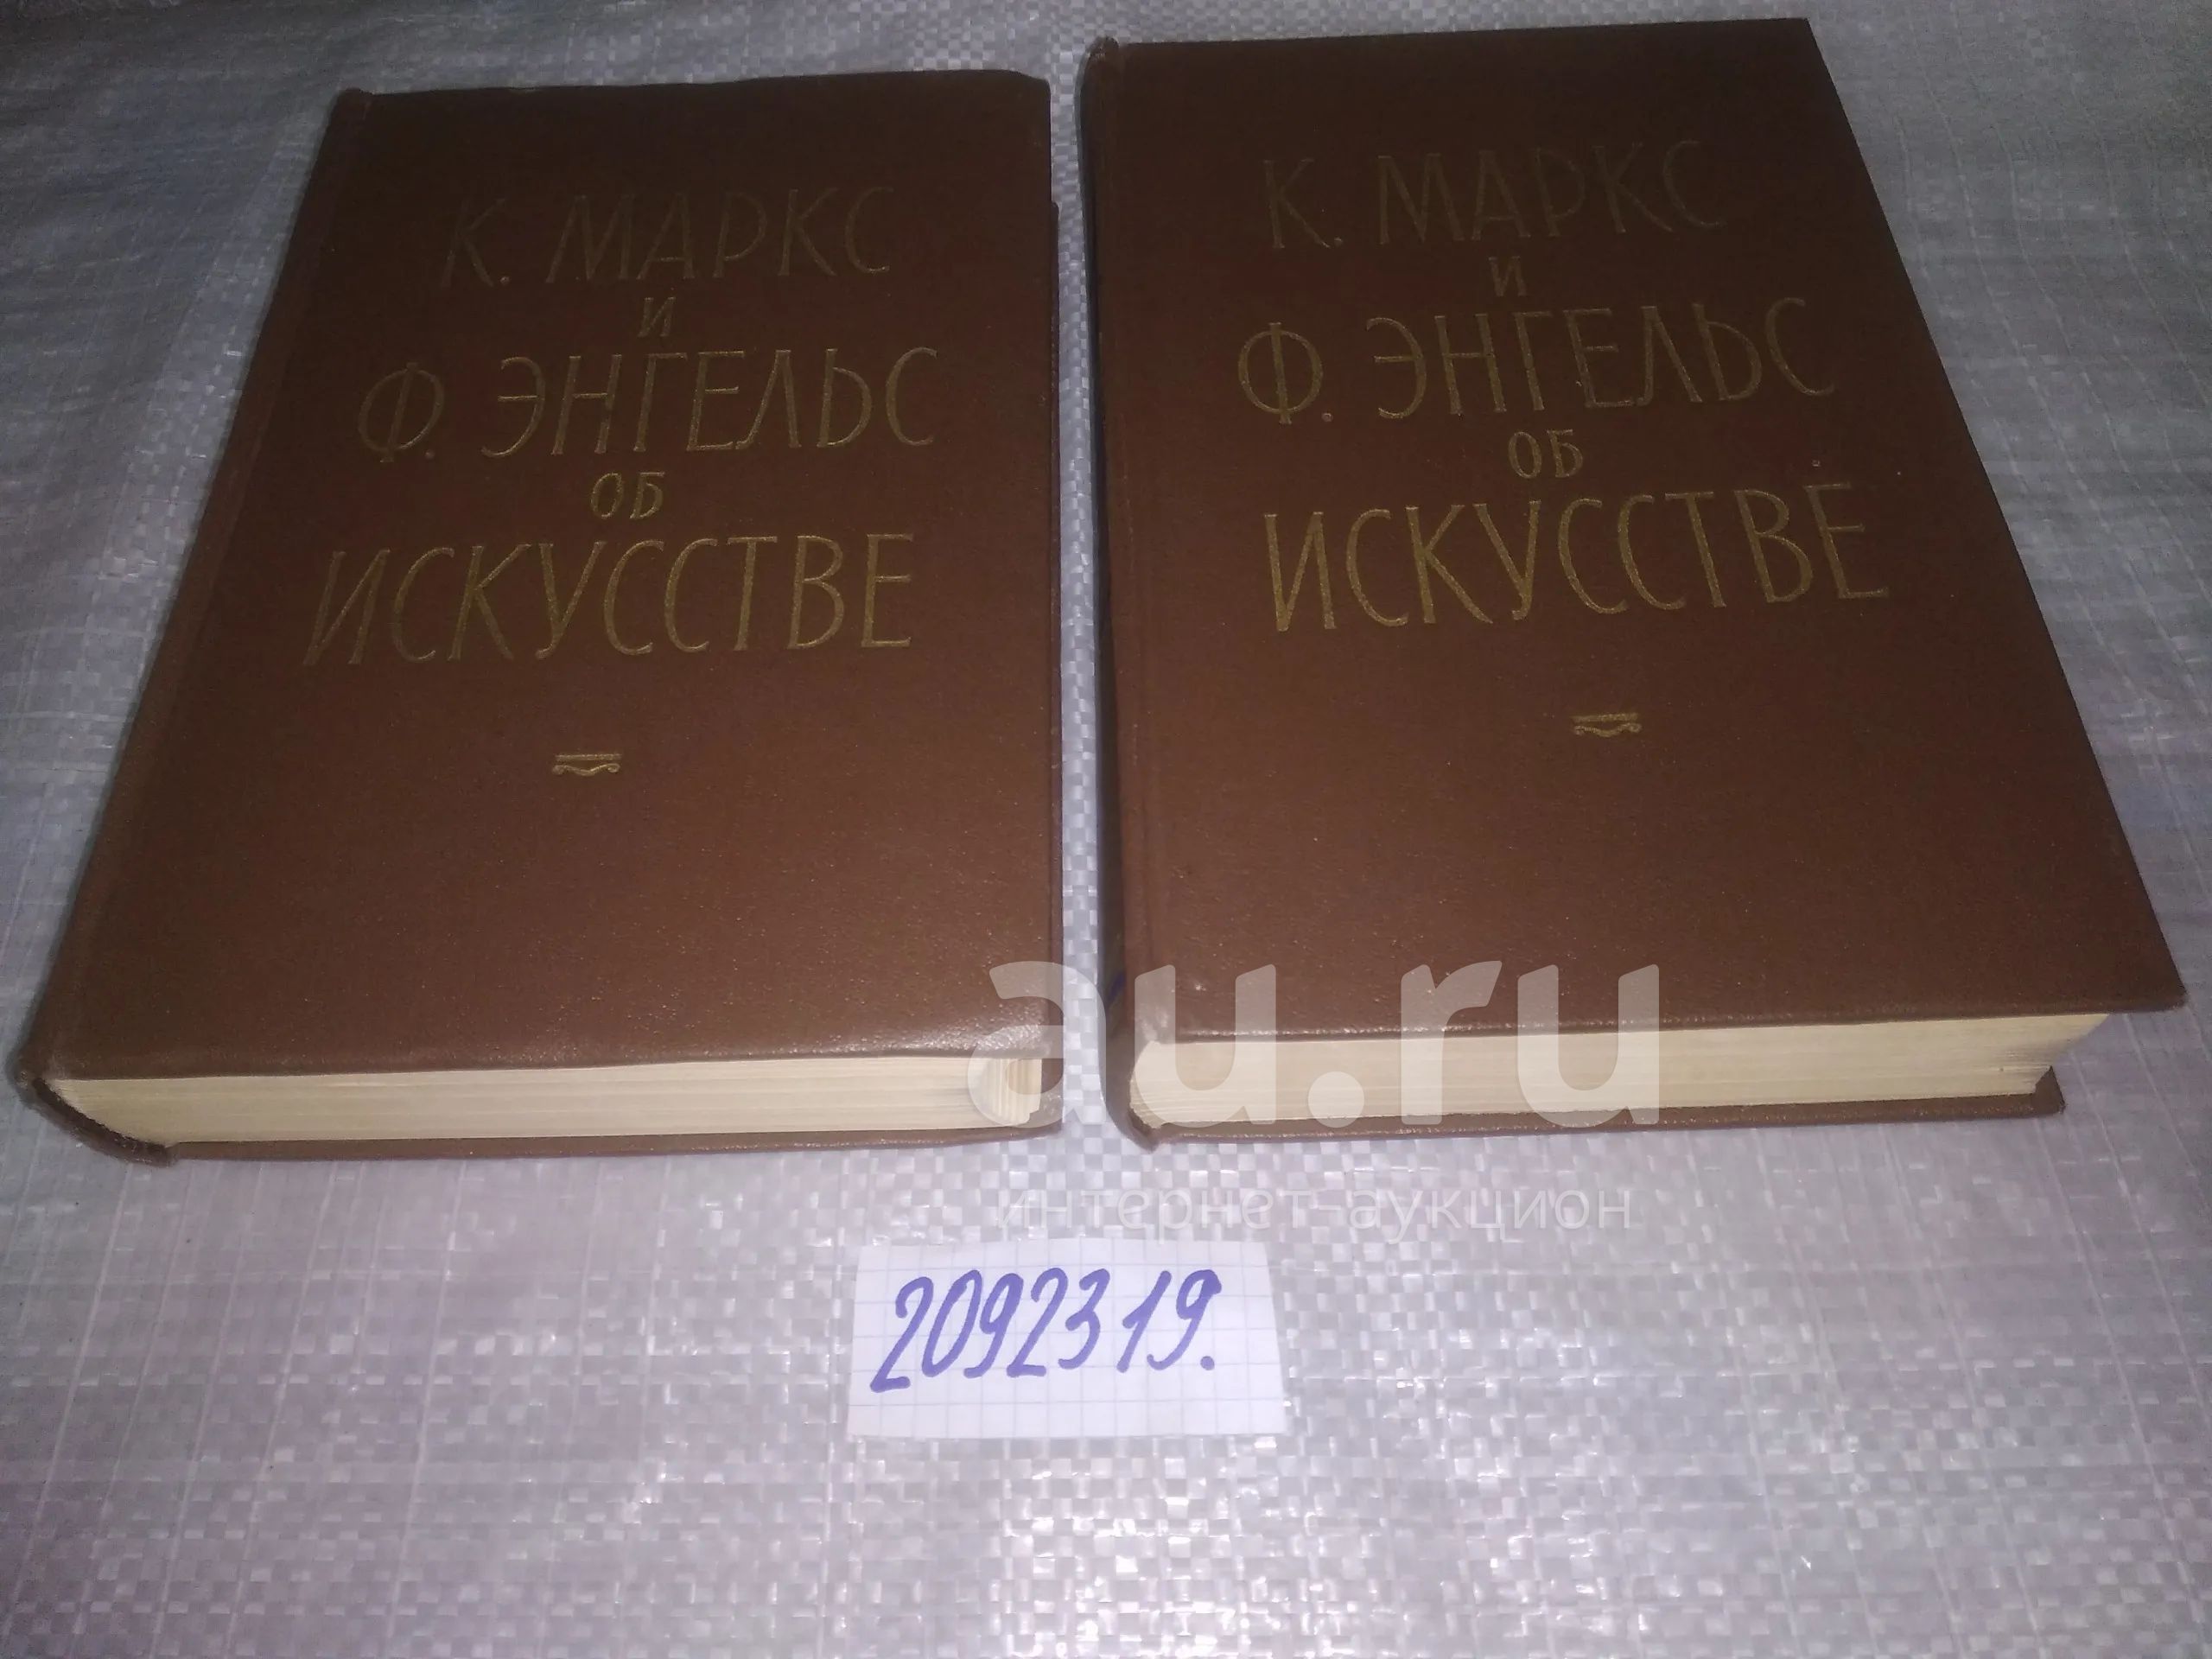 К. МАРКС
И
Ф. ЭНГЕЛЬС
ОБ
ИСКУССТВЕ
К. МАРКС
И
Ф. ЭНГЕЛЬС
ОБ
ИСКУССТВЕ
au.ru
интернет-аукцион
2092319.